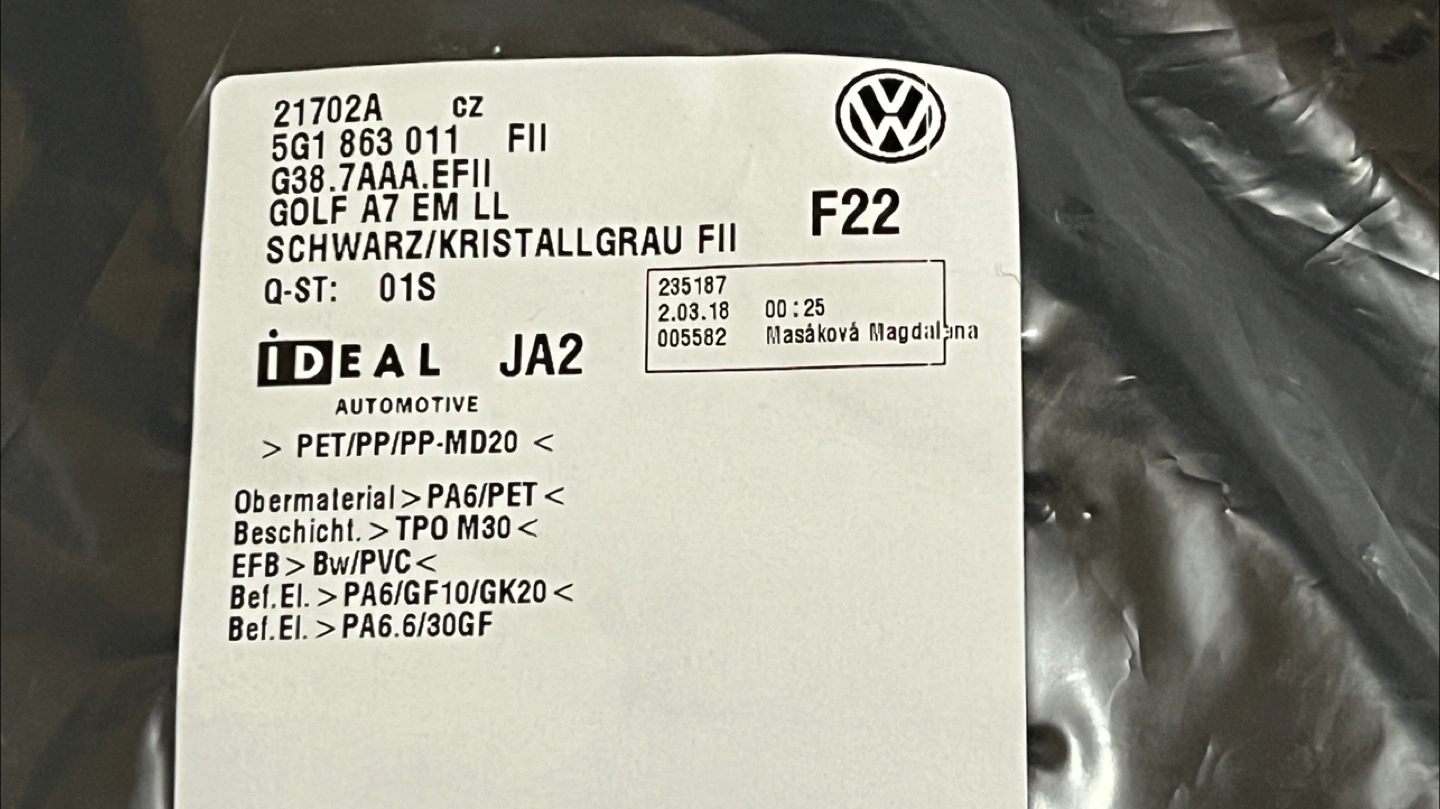 21702A CZ
5G1 863 011 FII
G38.7AAA.EFII
GOLF A7 EM LL
SCHWARZ/KRISTALLGRAU FII
Q-ST: 01S
VW
F22
235187
2.03.18 00:25
005582 Masáková Magdalena
iDEAL JA2
AUTOMOTIVE
> PET/PP/PP-MD20 <
Obermaterial > PA6/PET <
Beschicht. > TPO M30 <
EFB > Bw/PVC <
Bef.El. > PA6/GF10/GK20 <
Bef.El. > PA6.6/30GF